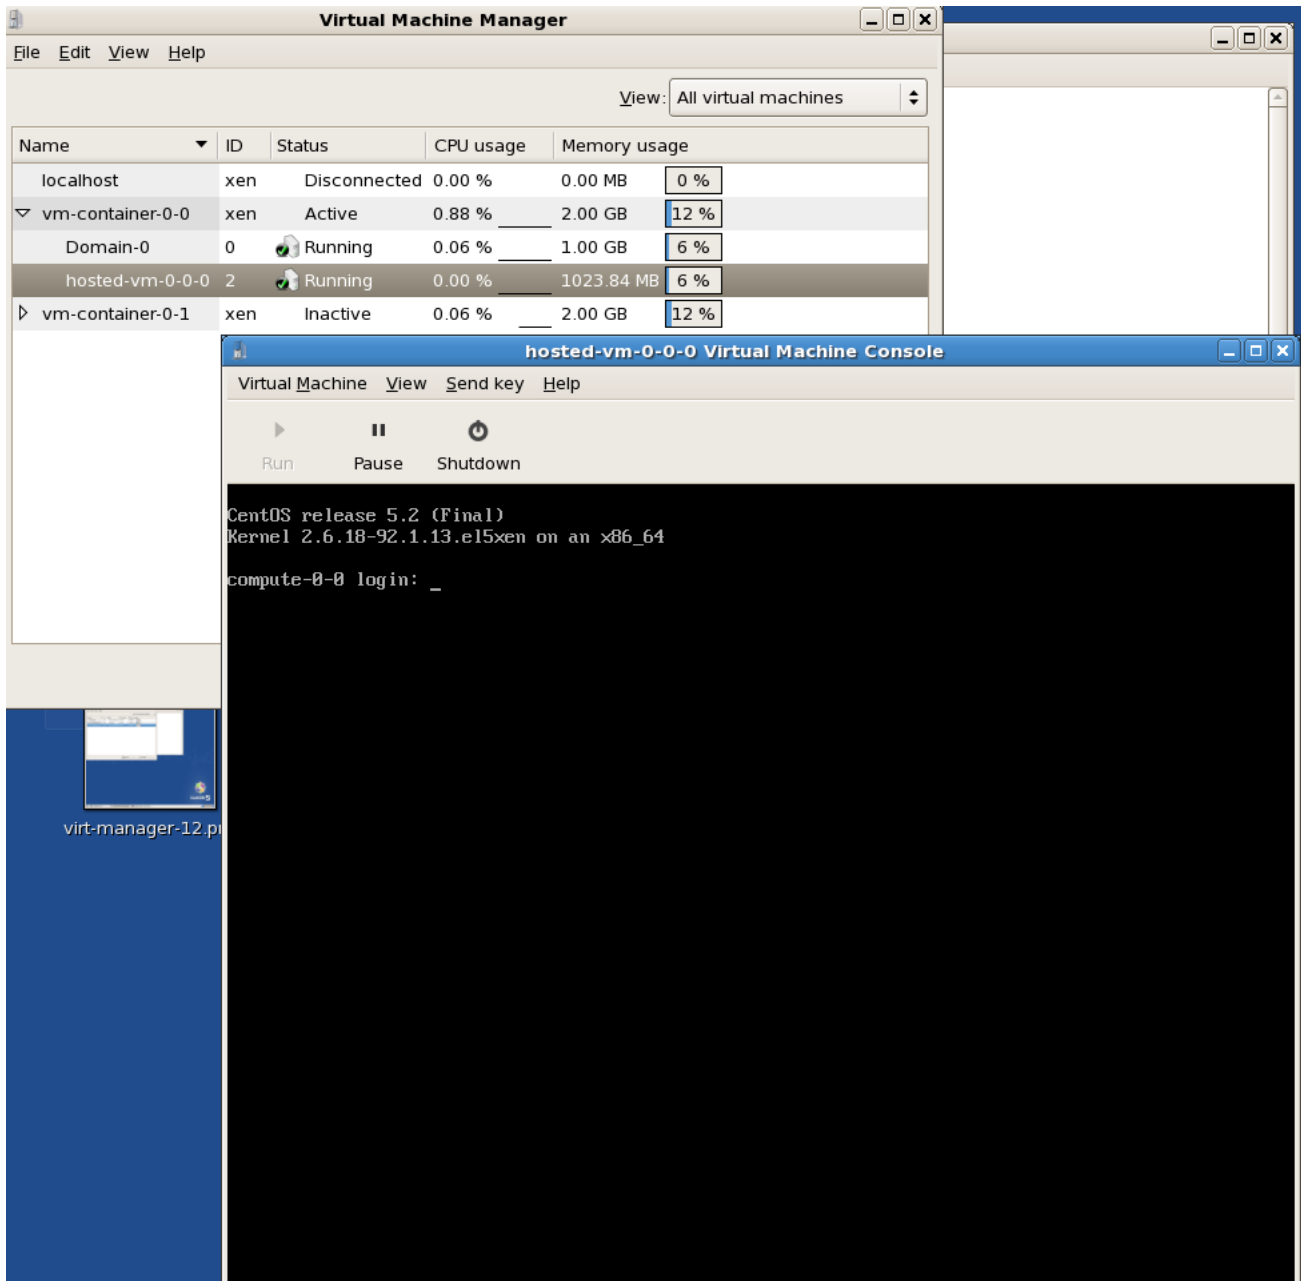 Virtual Machine Manager
File Edit View Help
View: All virtual machines
Name ID Status CPU usage Memory usage
localhost xen Disconnected 0.00 % 0.00 MB 0 %
vm-container-0-0 xen Active 0.88 % 2.00 GB 12 %
Domain-0 0 Running 0.06 % 1.00 GB 6 %
hosted-vm-0-0-0 2 Running 0.00 % 1023.84 MB 6 %
vm-container-0-1 xen Inactive 0.06 % 2.00 GB 12 %
hosted-vm-0-0-0 Virtual Machine Console
Virtual Machine View Send key Help
Run Pause Shutdown
CentOS release 5.2 (Final)
Kernel 2.6.18-92.1.13.el5xen on an x86_64
compute-0-0 login: _
virt-manager-12.p